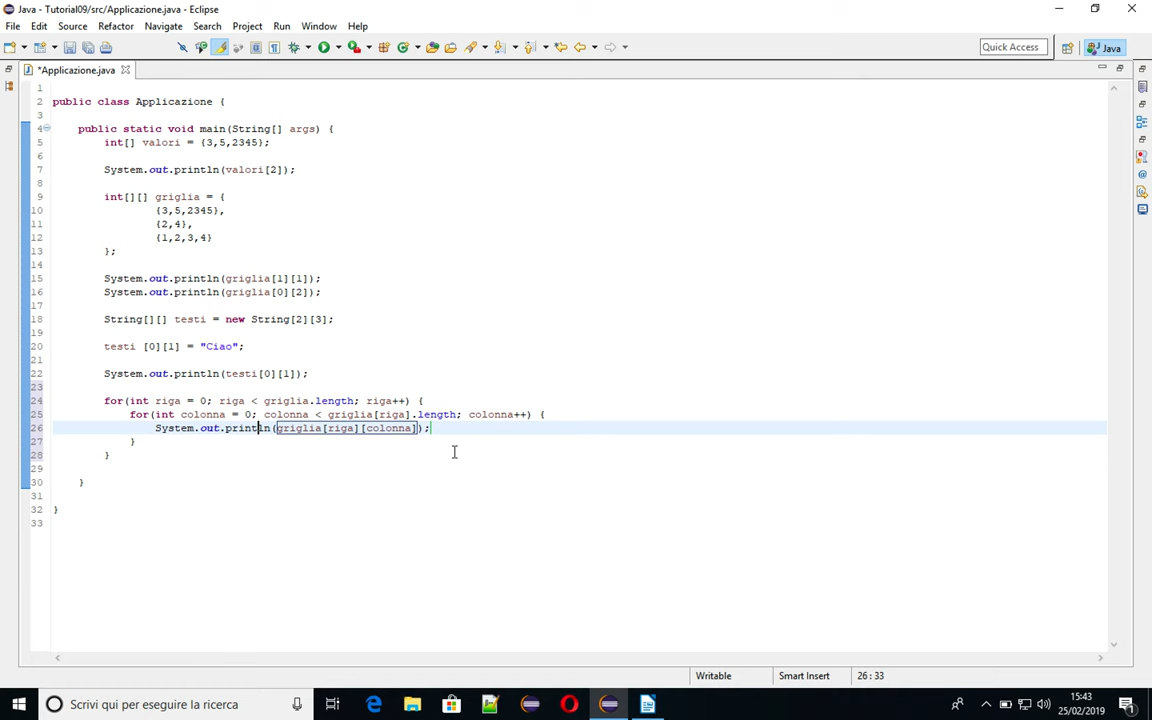 Java - Tutorial09/src/Applicazione.java - Eclipse
File Edit Source Refactor Navigate Search Project Run Window Help
Quick Access
Java
*Applicazione.java
1
2 public class Applicazione {
3
4 public static void main(String[] args) {
5 int[] valori = {3,5,2345};
6
7 System.out.println(valori[2]);
8
9 int[][] griglia = {
10 {3,5,2345},
11 {2,4},
12 {1,2,3,4}
13 };
14
15 System.out.println(griglia[1][1]);
16 System.out.println(griglia[0][2]);
17
18 String[][] testi = new String[2][3];
19
20 testi [0][1] = "Ciao";
21
22 System.out.println(testi[0][1]);
23
24 for(int riga = 0; riga < griglia.length; riga++) {
25 for(int colonna = 0; colonna < griglia[riga].length; colonna++) {
26 System.out.println(griglia[riga][colonna]);
27 }
28 }
29
30 }
31
32 }
33
Writable Smart Insert 26 : 33
Scrivi qui per eseguire la ricerca
15:43
25/02/2019
1